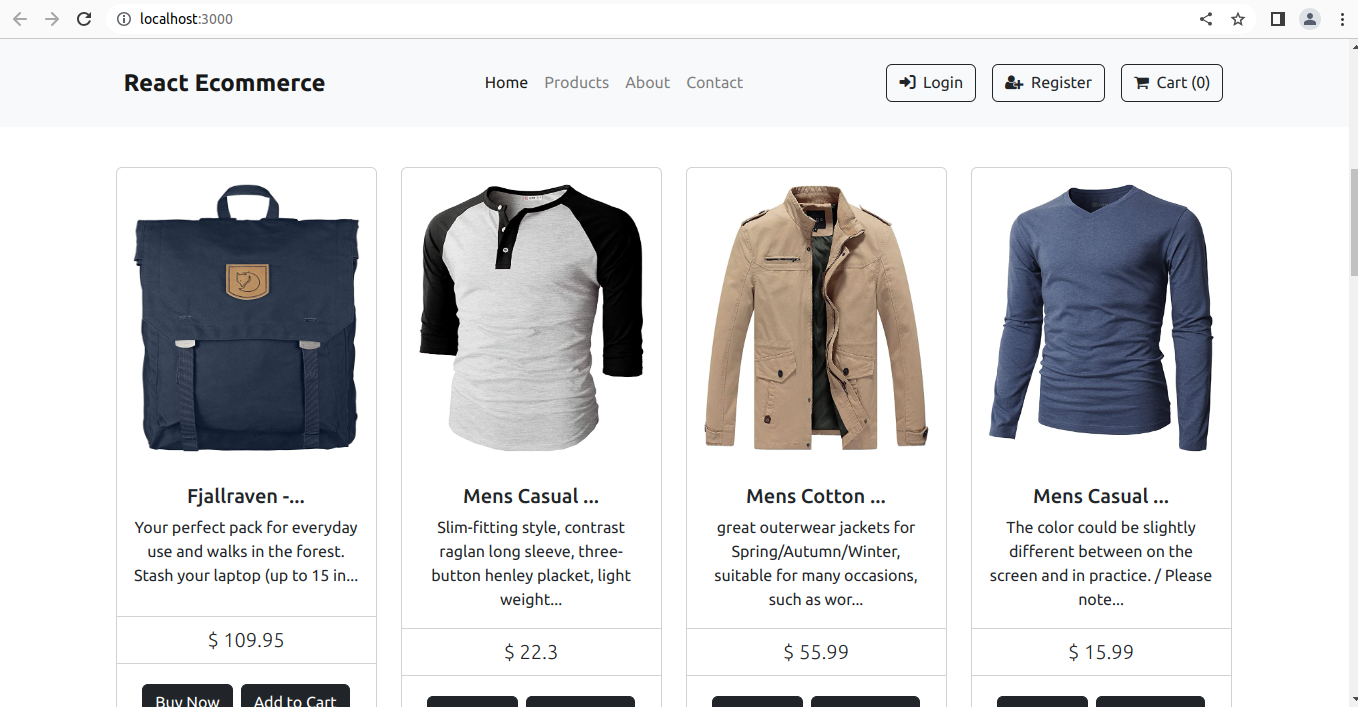 localhost:3000
React Ecommerce
Home Products About Contact
Login Register Cart (0)
Fjallraven -...
Your perfect pack for everyday
use and walks in the forest.
Stash your laptop (up to 15 in...
$ 109.95
Buy Now Add to Cart
Mens Casual ...
Slim-fitting style, contrast
raglan long sleeve, three-
button henley placket, light
weight...
$ 22.3
Mens Cotton ...
great outerwear jackets for
Spring/Autumn/Winter,
suitable for many occasions,
such as wor...
$ 55.99
Mens Casual ...
The color could be slightly
different between on the
screen and in practice. / Please
note...
$ 15.99